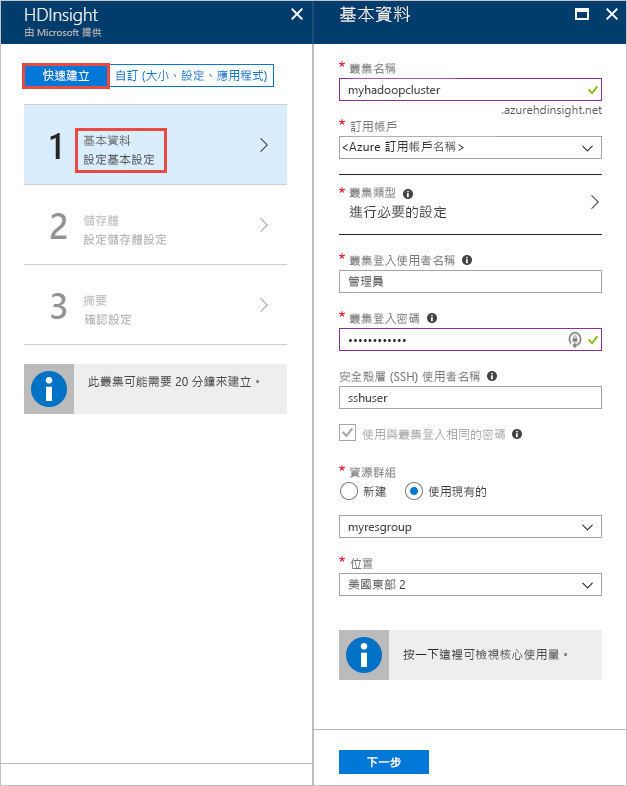 HDInsight
由 Microsoft 提供
快速建立
自訂 (大小、設定、應用程式)
1
基本資料
設定基本設定
2
儲存體
設定儲存體設定
3
摘要
確認設定
此叢集可能需要 20 分鐘來建立。
基本資料
* 叢集名稱
myhadoopcluster
.azurehdinsight.net
* 訂用帳戶
<Azure 訂用帳戶名稱>
* 叢集類型
進行必要的設定
* 叢集登入使用者名稱
管理員
* 叢集登入密碼
••••••••••••
安全殼層 (SSH) 使用者名稱
sshuser
使用與叢集登入相同的密碼
* 資源群組
新建
使用現有的
myresgroup
* 位置
美國東部 2
按一下這裡可檢視核心使用量。
下一步